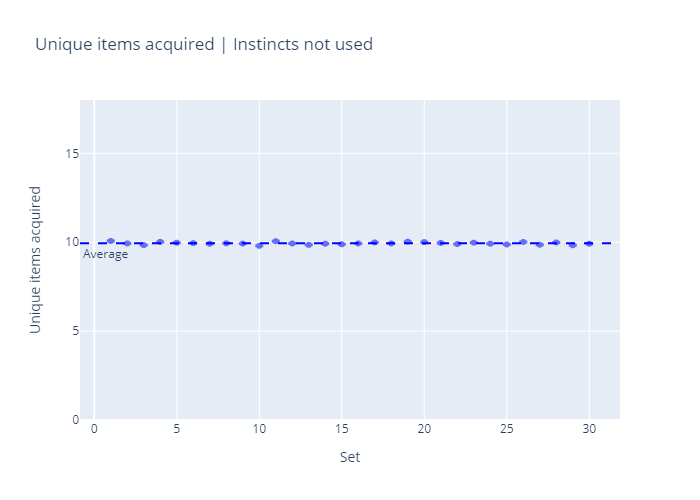 Unique items acquired | Instincts not used
Unique items acquired
15
10
Average
5
0
0 5 10 15 20 25 30
Set